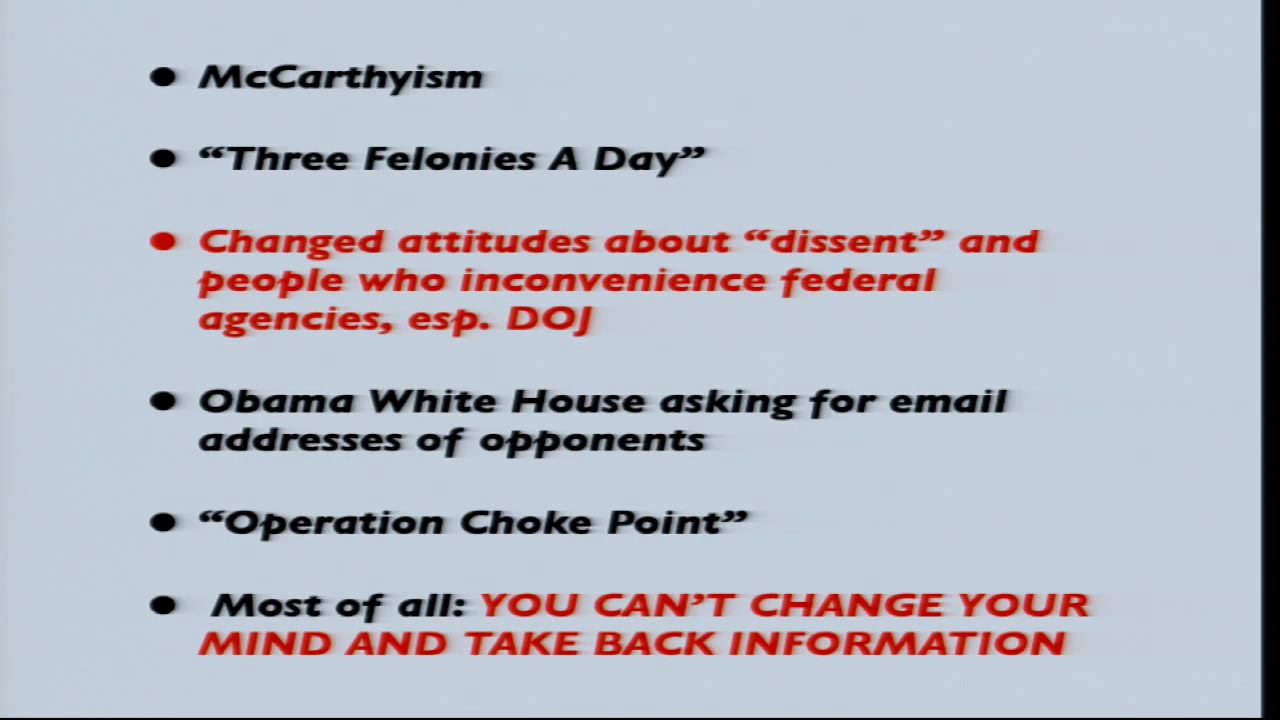 • McCarthyism
• “Three Felonies A Day”
• Changed attitudes about “dissent” and
people who inconvenience federal
agencies, esp. DOJ
• Obama White House asking for email
addresses of opponents
• “Operation Choke Point”
• Most of all: YOU CAN’T CHANGE YOUR
MIND AND TAKE BACK INFORMATION